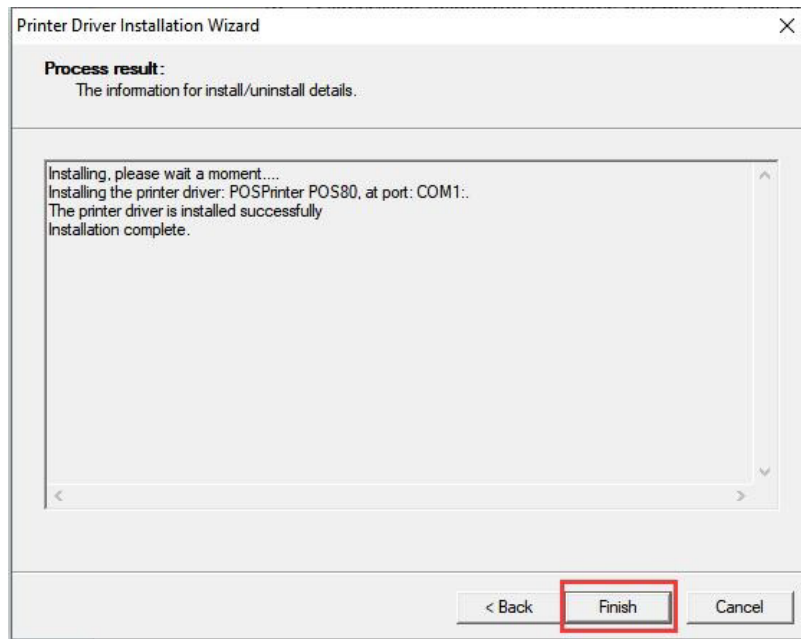 Printer Driver Installation Wizard
Process result:
The information for install/uninstall details.
Installing, please wait a moment....
Installing the printer driver: POSPrinter POS80, at port: COM1:.
The printer driver is installed successfully
Installation complete.
< Back Finish Cancel